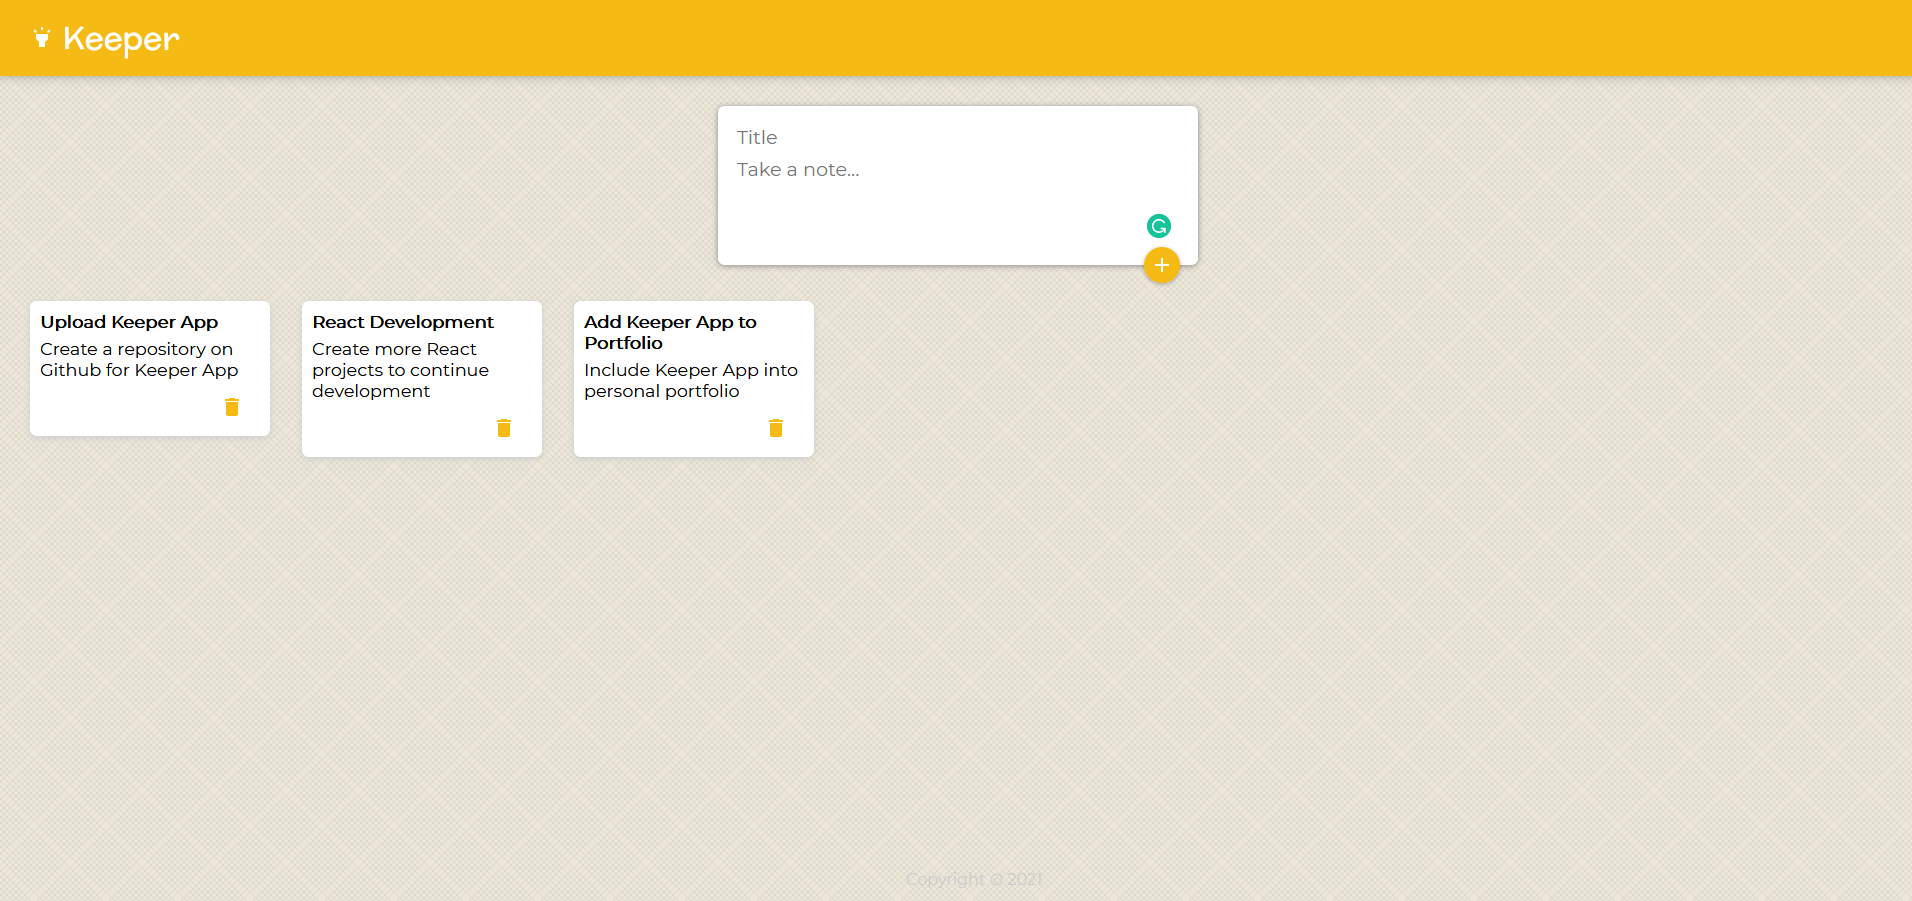 Keeper
Title
Take a note...
Upload Keeper App
Create a repository on
Github for Keeper App
React Development
Create more React
projects to continue
development
Add Keeper App to
Portfolio
Include Keeper App into
personal portfolio
Copyright © 2021